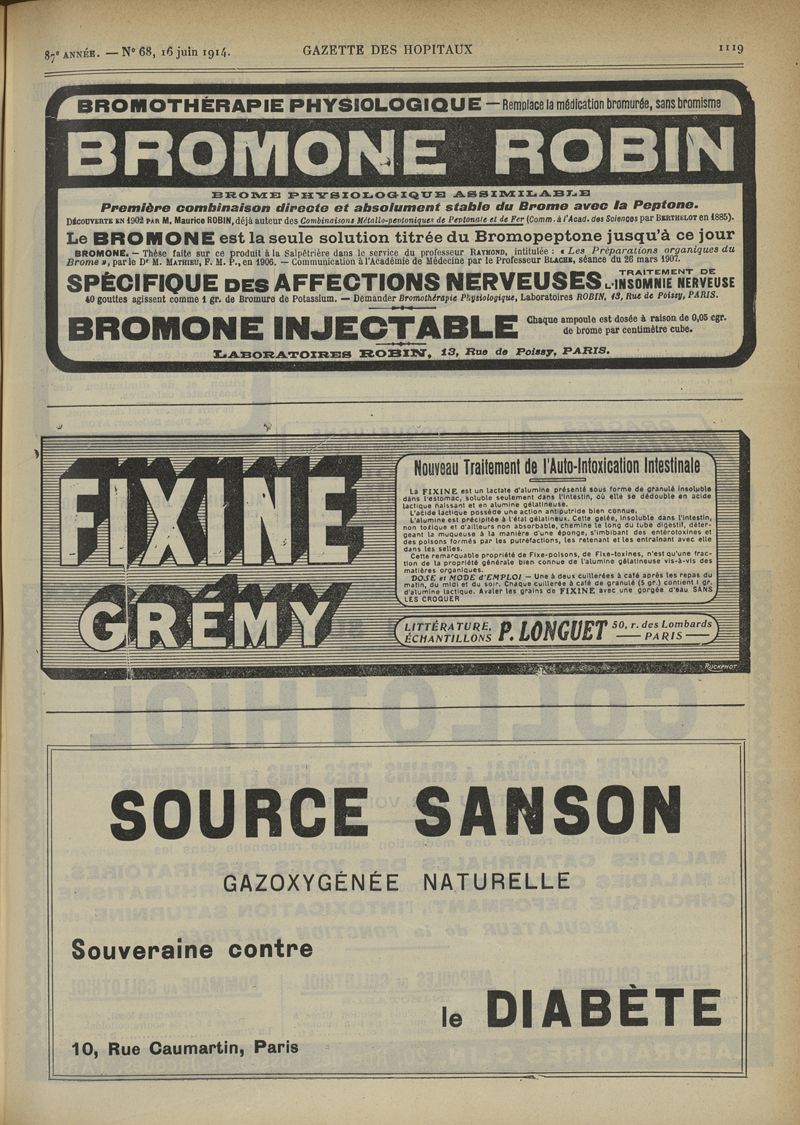 87e ANNÉE. — No 68, 16 juin 1914.
GAZETTE DES HOPITAUX
1119
BROMOTHÉRAPIE PHYSIOLOGIQUE — Remplace la médication bromurée, sans bromisme
BROMONE ROBIN
BROME PHYSIOLOGIQUE ASSIMILABLE
Première combinaison directe et absolument stable du Brome avec la Peptone.
DÉCOUVERTE EN 1902 PAR M. Maurice ROBIN, déjà auteur des Combinaisons Métallo-peptoniques de Peptonate et de Fer (Comm. à l'Acad. des Sciences par BERTHELOT en 1885).
Le BROMONE est la seule solution titrée du Bromopeptone jusqu'à ce jour
BROMONE. — Thèse faite sur ce produit à la Salpêtrière dans le service du professeur RAYMOND, intitulée : « Les Préparations organiques du
Brome », par le Dr M. MATHIEU, F. M. P., en 1906. — Communication à l'Académie de Médecine par le Professeur BLACHE, séance du 26 mars 1907.
SPÉCIFIQUE DES AFFECTIONS NERVEUSES TRAITEMENT DE L'INSOMNIE NERVEUSE
40 gouttes agissent comme 1 gr. de Bromure de Potassium. — Demander Bromothérapie Physiologique, Laboratoires ROBIN, 13, Rue de Poissy, PARIS.
BROMONE INJECTABLE
Chaque ampoule est dosée à raison de 0,05 cgr.
de brome par centimètre cube.
LABORATOIRES ROBIN, 13, Rue de Poissy, PARIS.
FIXINE
GRÉMY
Nouveau Traitement de l'Auto-Intoxication Intestinale
La FIXINE est un lactate d'alumine présenté sous forme de granulé insoluble
dans l'estomac, soluble seulement dans l'intestin, où elle se dédouble en acide
lactique naissant et en alumine gélatineuse.
L'acide lactique possède une action antiputride bien connue.
L'alumine est précipitée à l'état gélatineux. Cette gelée, insoluble dans l'intestin,
non toxique et d'ailleurs non absorbable, chemine le long du tube digestif, déter-
geant la muqueuse à la manière d'une éponge, s'imbibant des entérotoxines et
des poisons formés par les putréfactions, les retenant et les entraînant avec elle
dans les selles.
Cette remarquable propriété de Fixe-poisons, de Fixe-toxines, n'est qu'une frac-
tion de la propriété générale bien connue de l'alumine gélatineuse vis-à-vis des
matières organiques.
DOSE et MODE D'EMPLOI — Une à deux cuillerées à café après les repas du
matin, du midi et du soir. Chaque cuillerée à café de granulé (5 gr.) contient 1 gr.
d'alumine lactique. Avaler les grains de FIXINE avec une gorgée d'eau SANS
LES CROQUER
LITTÉRATURE,
ÉCHANTILLONS
P. LONGUET
50, r. des Lombards
— PARIS —
RUCKPHOT
SOURCE SANSON
GAZOXYGÉNÉE NATURELLE
Souveraine contre
le DIABÈTE
10, Rue Caumartin, Paris